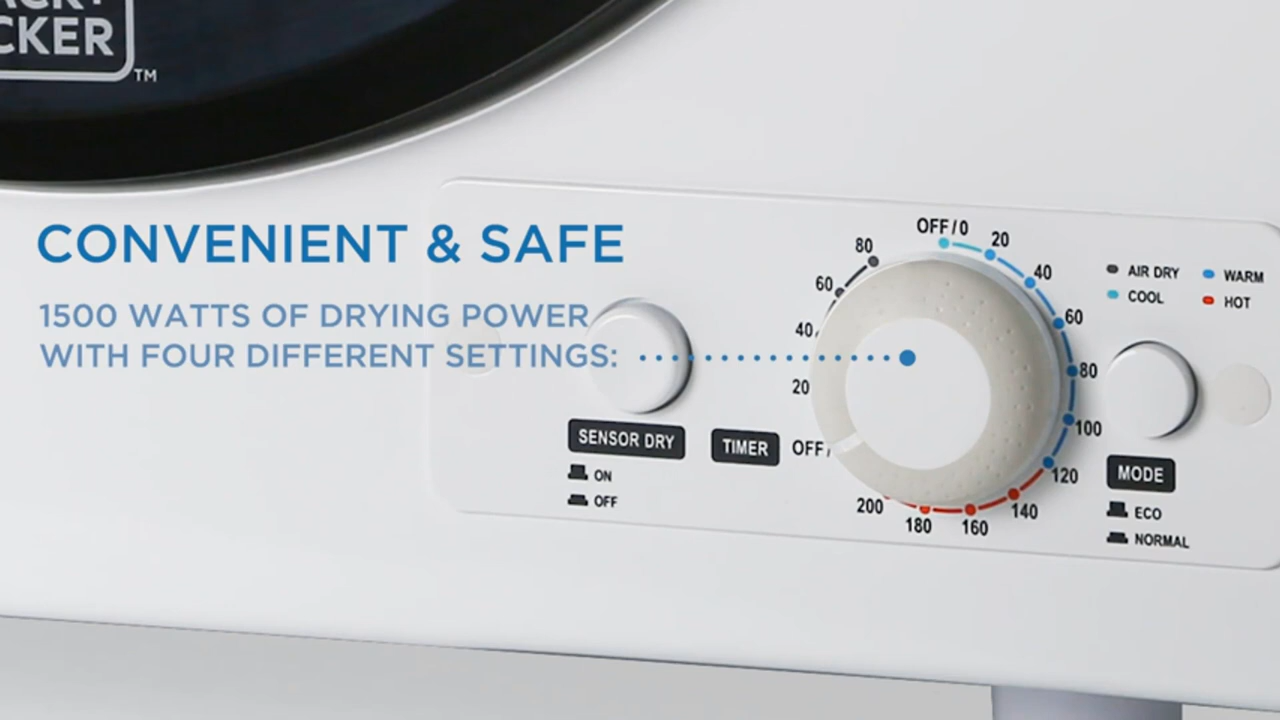 CKER
TM
CONVENIENT & SAFE
1500 WATTS OF DRYING POWER
WITH FOUR DIFFERENT SETTINGS:
SENSOR DRY
ON
OFF
TIMER
OFF/0
20
40
60
80
100
120
140
160
180
200
OFF/
20
40
60
80
AIR DRY
WARM
COOL
HOT
MODE
ECO
NORMAL